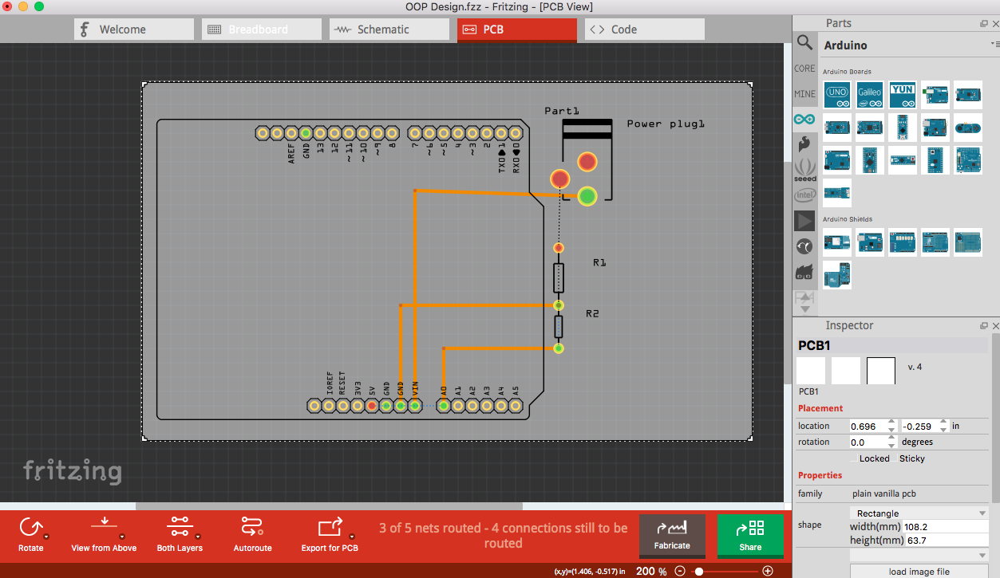 OOP Design.fzz - Fritzing - [PCB View]
Welcome
Breadboard
Schematic
PCB
Code
Parts
Arduino
CORE
MINE
seeed
intel
Arduino Boards
UNO
Galileo
YUN
Arduino Shields
Part1
Power plug1
AREF
GND
13
12
~11
~10
~9
8
7
~6
~5
4
~3
2
TX0 1
RX0 0
R1
R2
IOREF
RESET
3V3
5V
GND
GND
VIN
A0
A1
A2
A3
A4
A5
fritzing
Inspector
PCB1
v. 4
PCB1
Placement
location 0.696 -0.259 in
rotation 0.0 degrees
Locked Sticky
Properties
family plain vanilla pcb
shape Rectangle
width(mm) 108.2
height(mm) 63.7
load image file
Rotate
View from Above
Both Layers
Autoroute
Export for PCB
3 of 5 nets routed - 4 connections still to be
routed
Fabricate
Share
(x,y)=(1.406, -0.517) in 200 %